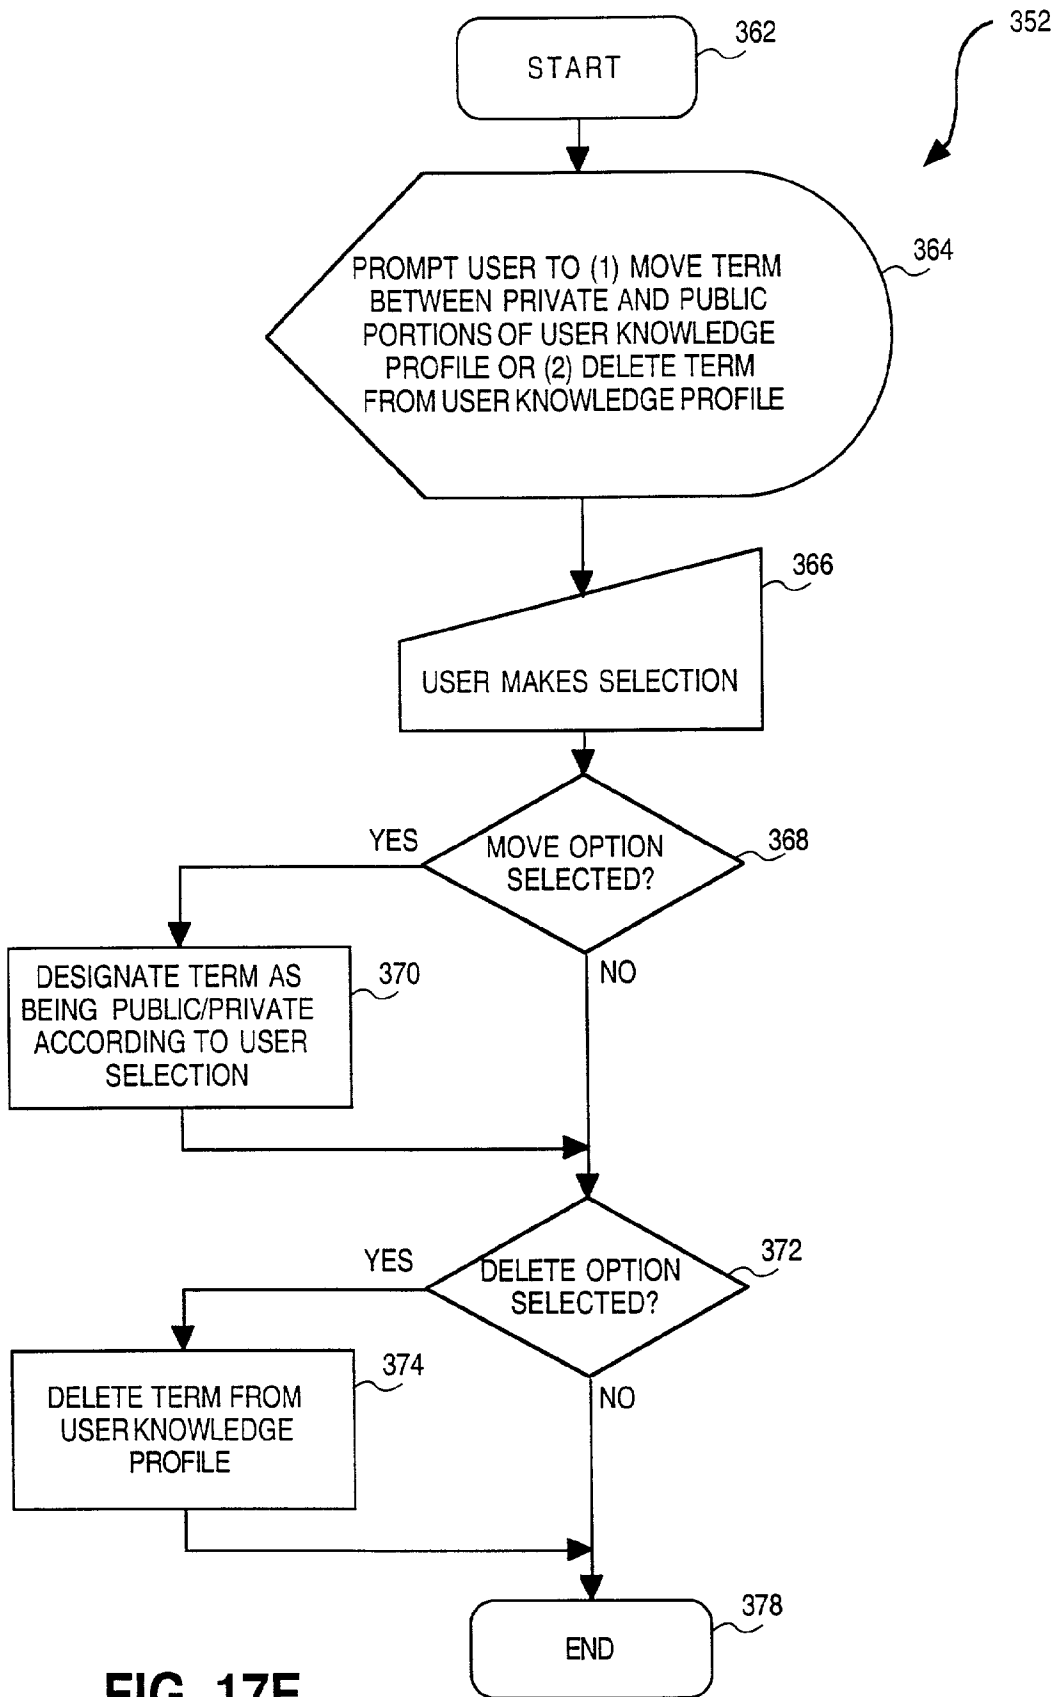 352
362
START
364
PROMPT USER TO (1) MOVE TERM
BETWEEN PRIVATE AND PUBLIC
PORTIONS OF USER KNOWLEDGE
PROFILE OR (2) DELETE TERM
FROM USER KNOWLEDGE PROFILE
366
USER MAKES SELECTION
368
MOVE OPTION
SELECTED?
YES
NO
370
DESIGNATE TERM AS
BEING PUBLIC/PRIVATE
ACCORDING TO USER
SELECTION
372
DELETE OPTION
SELECTED?
YES
NO
374
DELETE TERM FROM
USER KNOWLEDGE
PROFILE
378
END
FIG. 17